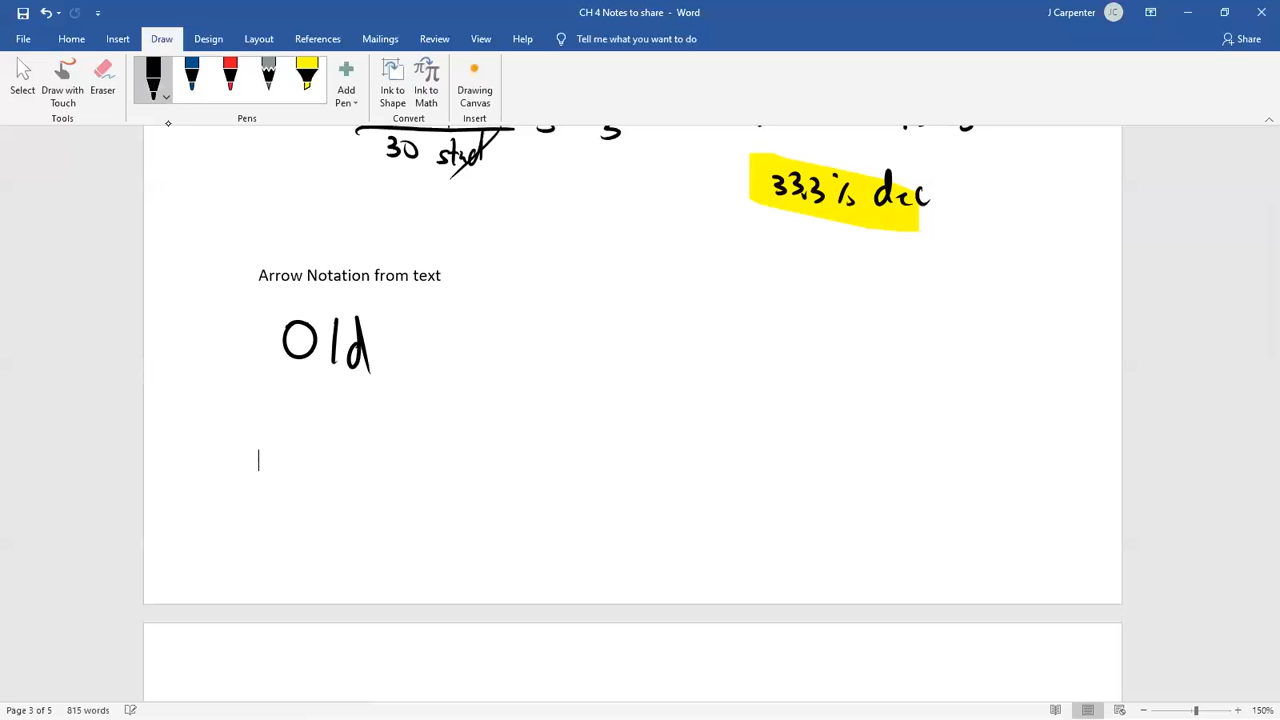 CH 4 Notes to share - Word
J Carpenter JC
File Home Insert Draw Design Layout References Mailings Review View Help Tell me what you want to do Share
Select Draw with Touch Eraser Add Pen Ink to Shape Ink to Math Drawing Canvas
Tools Pens Convert Insert
30 stud
33.3 % dec
Arrow Notation from text
Old
Page 3 of 5 815 words 150%